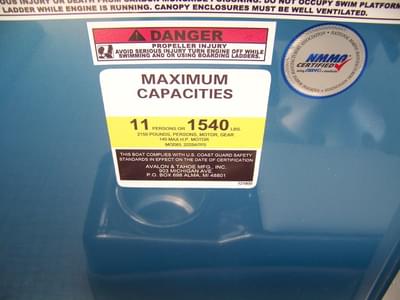 OUS INJURY OR DEATH FROM CARBON MONOXIDE POISONING. DO NOT OCCUPY SWIM PLATFORM
LADDER WHILE ENGINE IS RUNNING. CANOPY ENCLOSURES MUST BE WELL VENTILATED.
DANGER
PROPELLER INJURY
AVOID SERIOUS INJURY TURN ENGINE OFF WHILE
SWIMMING AND OR USING BOARDING LADDERS.
NMMA
CERTIFIED
MAXIMUM
CAPACITIES
11 PERSONS OR 1540 LBS.
2150 POUNDS, PERSONS, MOTOR, GEAR
140 MAX H.P. MOTOR
THIS BOAT COMPLIES WITH U.S. COAST GUARD SAFETY
STANDARDS IN EFFECT ON THE DATE OF CERTIFICATION
AVALON & TAHOE MFG., INC.
903 MICHIGAN AVE.
P.O. BOX 698 ALMA, MI 48801